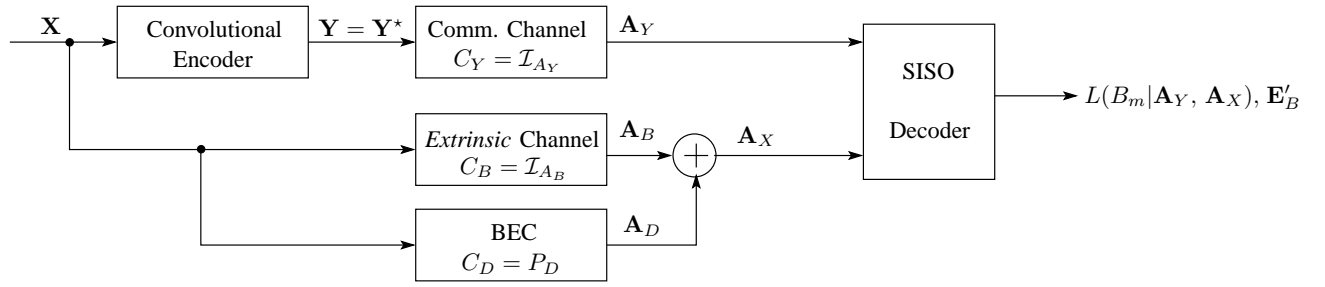 X
Convolutional
Encoder
Y = Y⋆
Comm. Channel
C_Y = ℐ_{A_Y}
A_Y
SISO
Decoder
L(B_m|A_Y, A_X), E′_B
Extrinsic Channel
C_B = ℐ_{A_B}
A_B
+
A_X
BEC
C_D = P_D
A_D